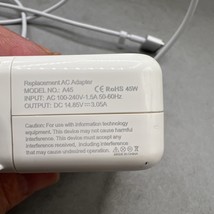 Replacement AC Adapter
MODEL NO.: A45 CE RoHS 45W
INPUT: AC 100-240V~1.5A 50-60Hz
OUTPUT: DC 14.85V 3.05A
Caution:
For use with information technology
equipment. This device may not
cause harmful interference.
This device must accept any
interference received, including
interference that may cause
undesired operation.